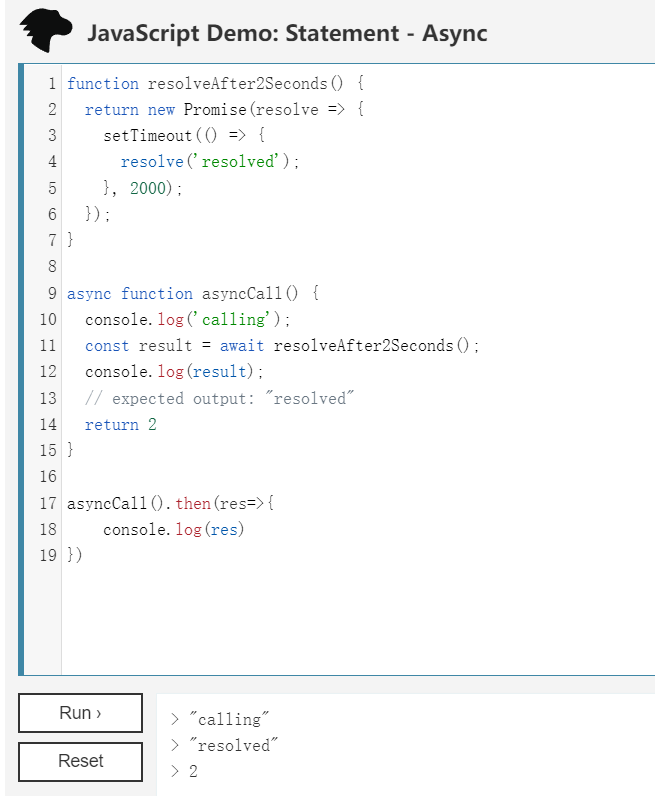 JavaScript Demo: Statement - Async
1 function resolveAfter2Seconds() {
2   return new Promise(resolve => {
3     setTimeout(() => {
4       resolve('resolved');
5     }, 2000);
6   });
7 }
8
9 async function asyncCall() {
10   console.log('calling');
11   const result = await resolveAfter2Seconds();
12   console.log(result);
13   // expected output: "resolved"
14   return 2
15 }
16
17 asyncCall().then(res=>{
18     console.log(res)
19 })
Run ›
> "calling"
> "resolved"
Reset
> 2